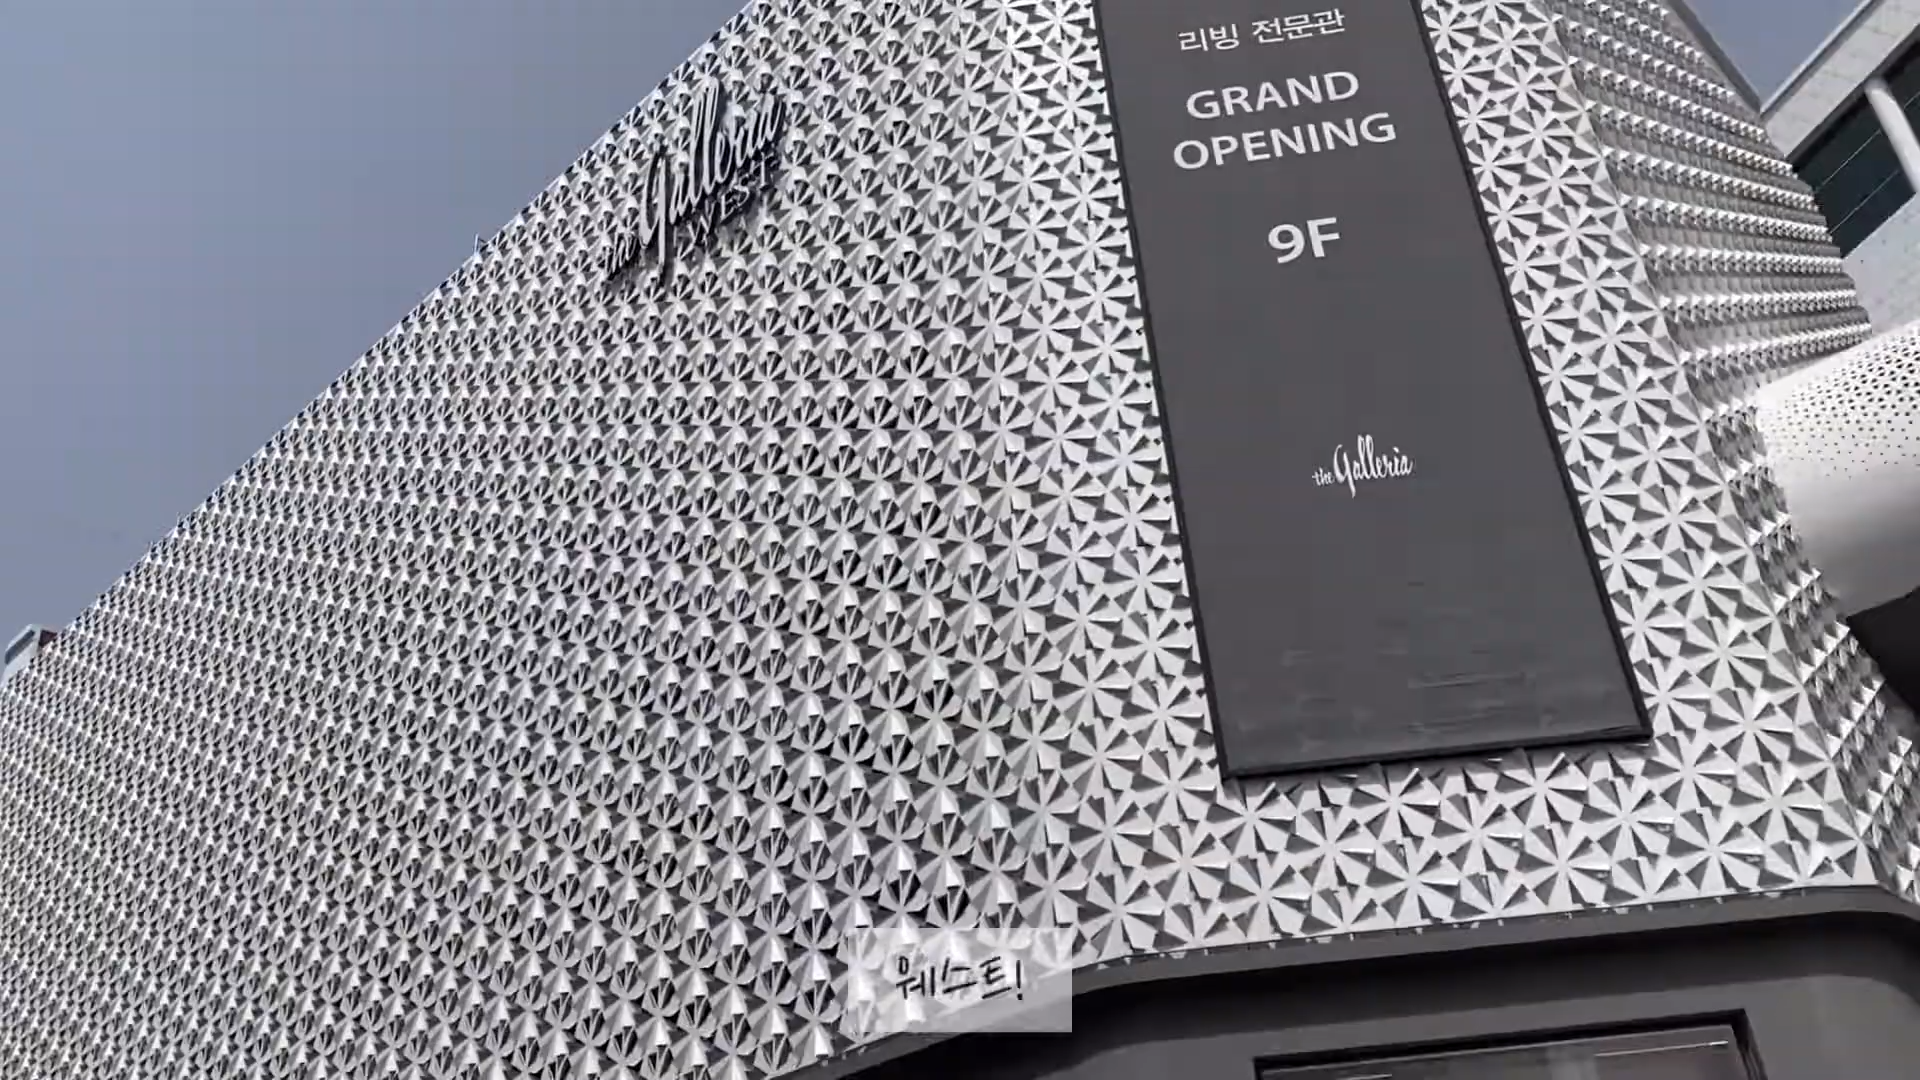 리빙 전문관
GRAND
OPENING
9F
the Galleria
the Galleria
WEST
웨스트!